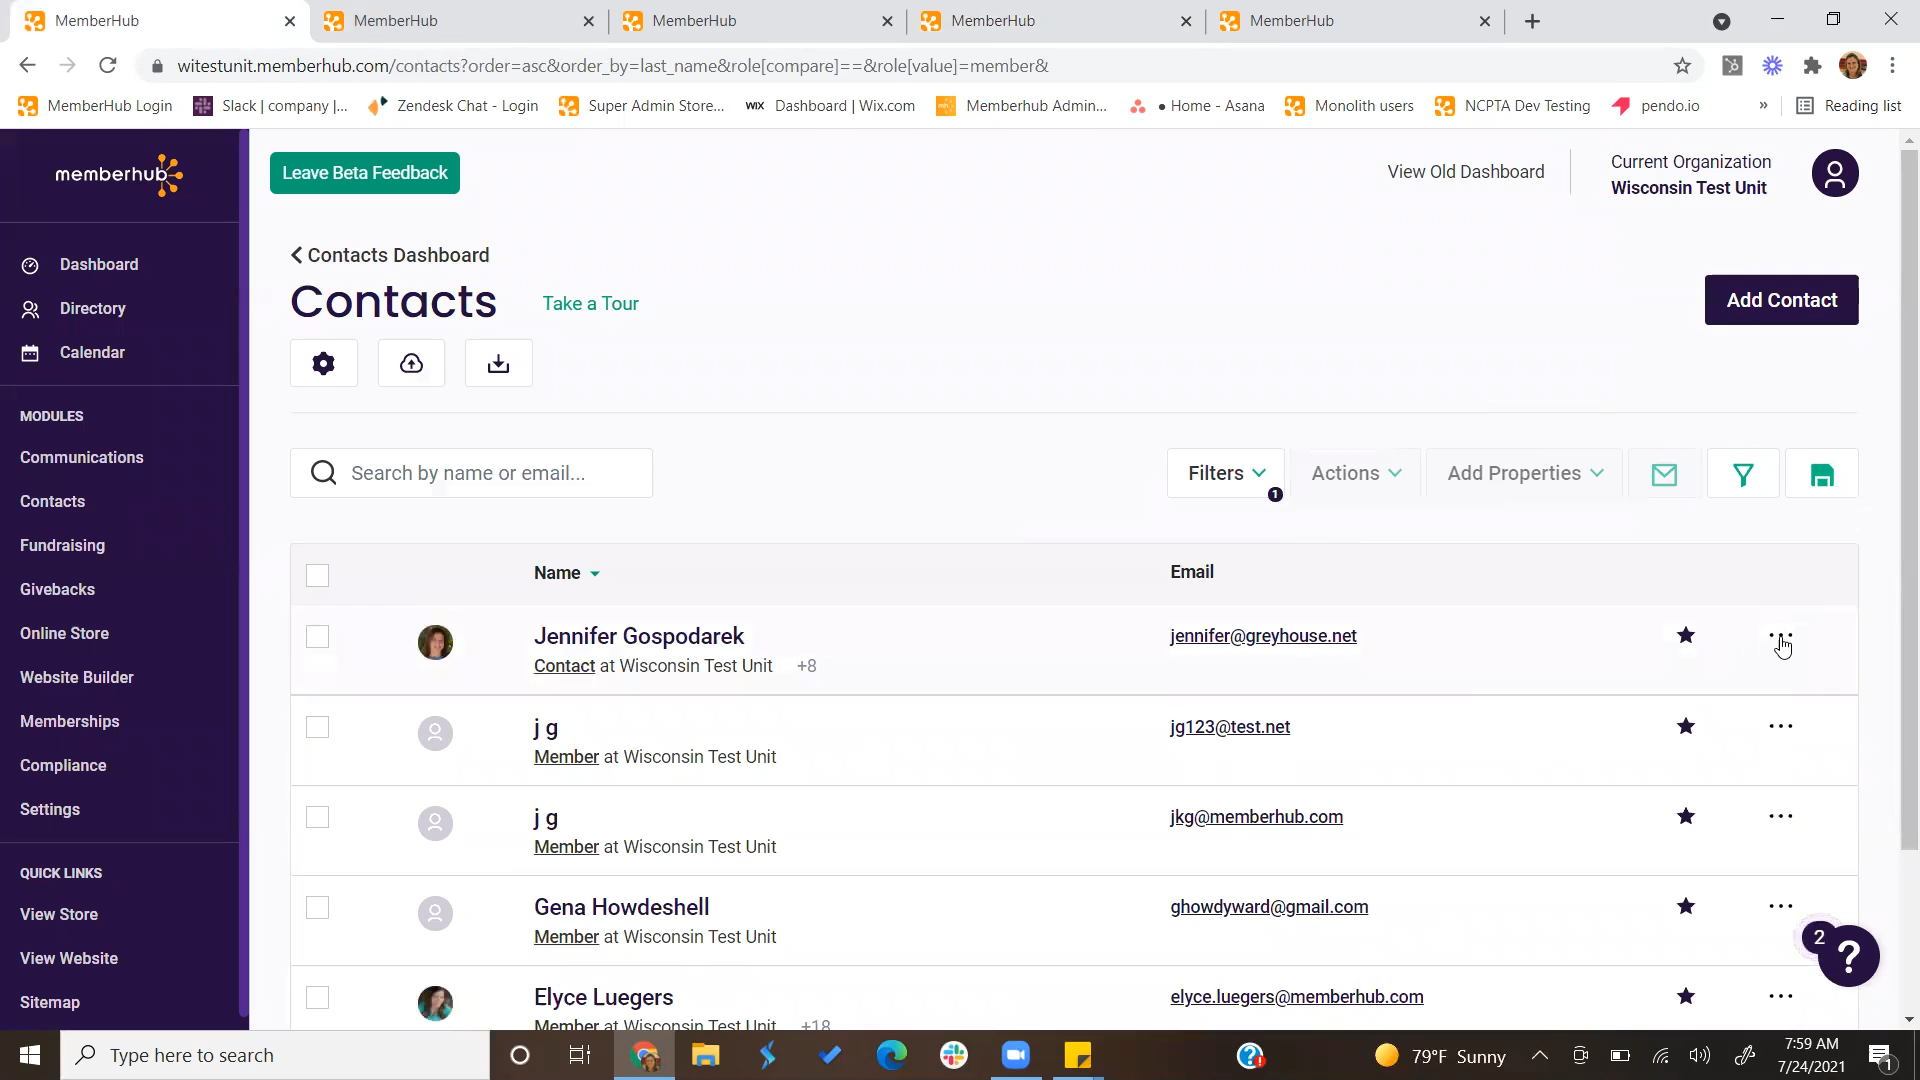 MemberHub
MemberHub
MemberHub
MemberHub
MemberHub
witestunit.memberhub.com/contacts?order=asc&order_by=last_name&role[compare]==&role[value]=member&
MemberHub Login
Slack | company |...
Zendesk Chat - Login
Super Admin Store...
WIX Dashboard | Wix.com
Memberhub Admin...
• Home - Asana
Monolith users
NCPTA Dev Testing
pendo.io
»
Reading list
memberhub
Leave Beta Feedback
View Old Dashboard
Current Organization
Wisconsin Test Unit
Dashboard
Directory
Calendar
MODULES
Communications
Contacts
Fundraising
Givebacks
Online Store
Website Builder
Memberships
Compliance
Settings
QUICK LINKS
View Store
View Website
Sitemap
Contacts Dashboard
Contacts
Take a Tour
Add Contact
Search by name or email...
Filters
1
Actions
Add Properties
Name
Email
Jennifer Gospodarek
jennifer@greyhouse.net
Contact at Wisconsin Test Unit +8
j g
jg123@test.net
Member at Wisconsin Test Unit
j g
jkg@memberhub.com
Member at Wisconsin Test Unit
Gena Howdeshell
ghowdyward@gmail.com
Member at Wisconsin Test Unit
Elyce Luegers
elyce.luegers@memberhub.com
Member at Wisconsin Test Unit +18
2
?
Type here to search
79°F Sunny
7:59 AM
7/24/2021
1